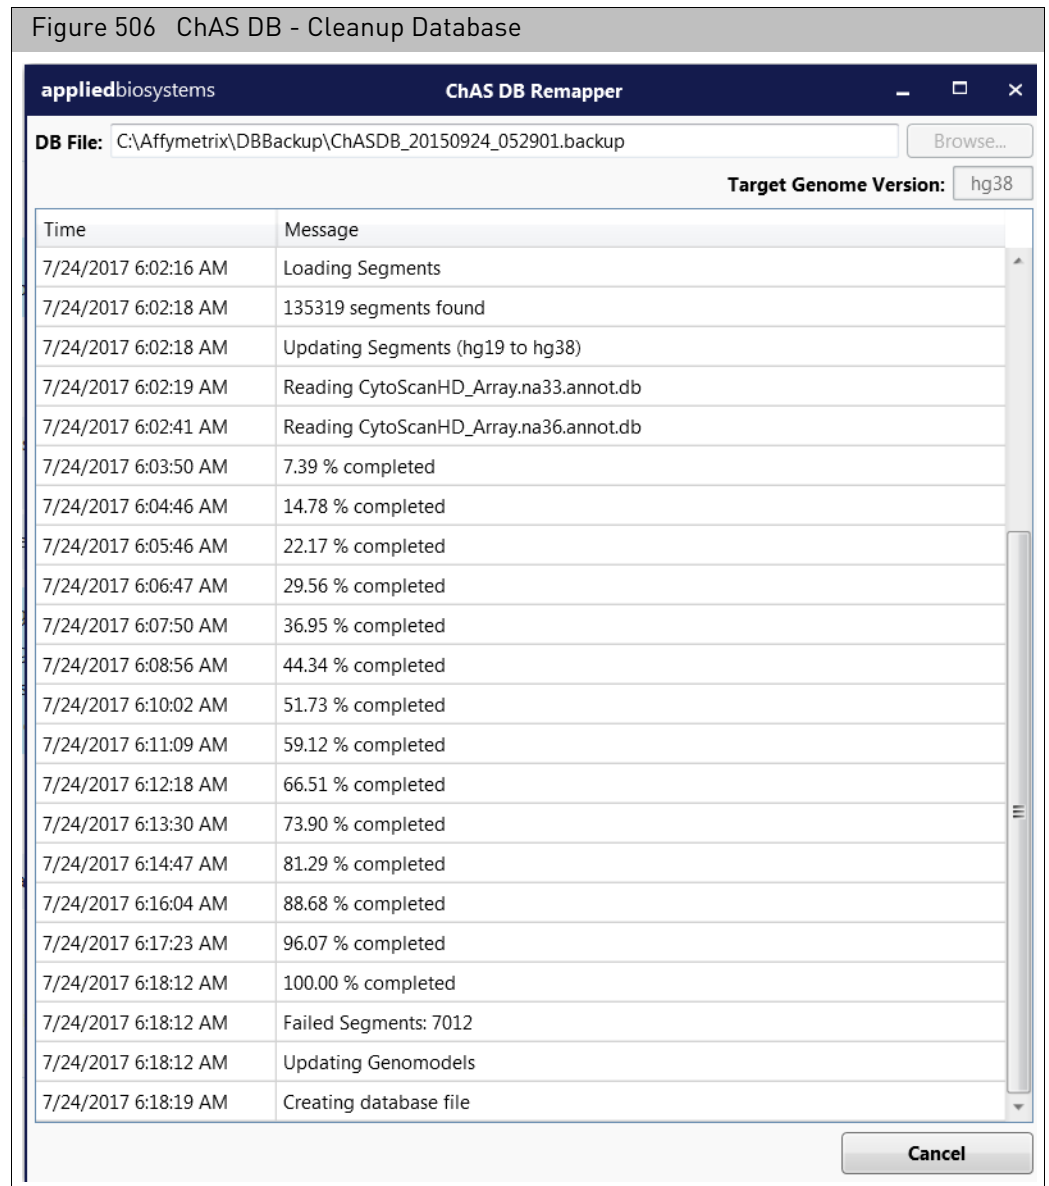 Figure 506 ChAS DB - Cleanup Database
appliedbiosystems ChAS DB Remapper
DB File: C:\Affymetrix\DBBackup\ChASDB_20150924_052901.backup Browse...
Target Genome Version: hg38
Time Message
7/24/2017 6:02:16 AM Loading Segments
7/24/2017 6:02:18 AM 135319 segments found
7/24/2017 6:02:18 AM Updating Segments (hg19 to hg38)
7/24/2017 6:02:19 AM Reading CytoScanHD_Array.na33.annot.db
7/24/2017 6:02:41 AM Reading CytoScanHD_Array.na36.annot.db
7/24/2017 6:03:50 AM 7.39 % completed
7/24/2017 6:04:46 AM 14.78 % completed
7/24/2017 6:05:46 AM 22.17 % completed
7/24/2017 6:06:47 AM 29.56 % completed
7/24/2017 6:07:50 AM 36.95 % completed
7/24/2017 6:08:56 AM 44.34 % completed
7/24/2017 6:10:02 AM 51.73 % completed
7/24/2017 6:11:09 AM 59.12 % completed
7/24/2017 6:12:18 AM 66.51 % completed
7/24/2017 6:13:30 AM 73.90 % completed
7/24/2017 6:14:47 AM 81.29 % completed
7/24/2017 6:16:04 AM 88.68 % completed
7/24/2017 6:17:23 AM 96.07 % completed
7/24/2017 6:18:12 AM 100.00 % completed
7/24/2017 6:18:12 AM Failed Segments: 7012
7/24/2017 6:18:12 AM Updating Genomodels
7/24/2017 6:18:19 AM Creating database file
Cancel